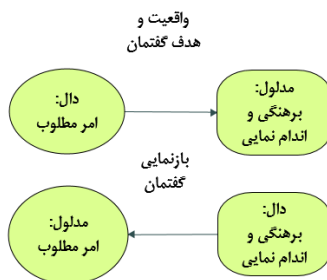 واقعیت و
هدف گفتمان
مدلول:
برهنگی و
اندام نمایی
دال:
امر مطلوب
بازنمایی
گفتمان
دال:
برهنگی و
اندام نمایی
مدلول:
امر مطلوب